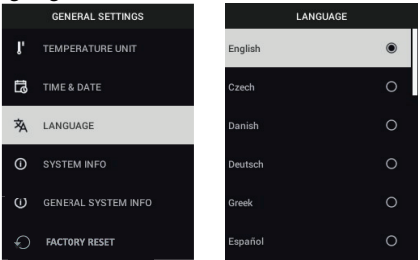 GENERAL SETTINGS
TEMPERATURE UNIT
TIME & DATE
LANGUAGE
SYSTEM INFO
GENERAL SYSTEM INFO
FACTORY RESET
LANGUAGE
English
Czech
Danish
Deutsch
Greek
Español